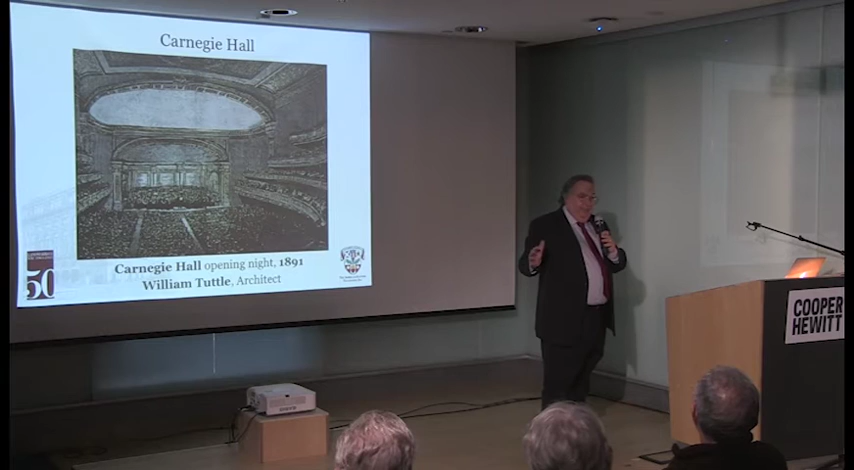 Carnegie Hall
Carnegie Hall opening night, 1891
William Tuttle, Architect
50
COOPER
HEWITT